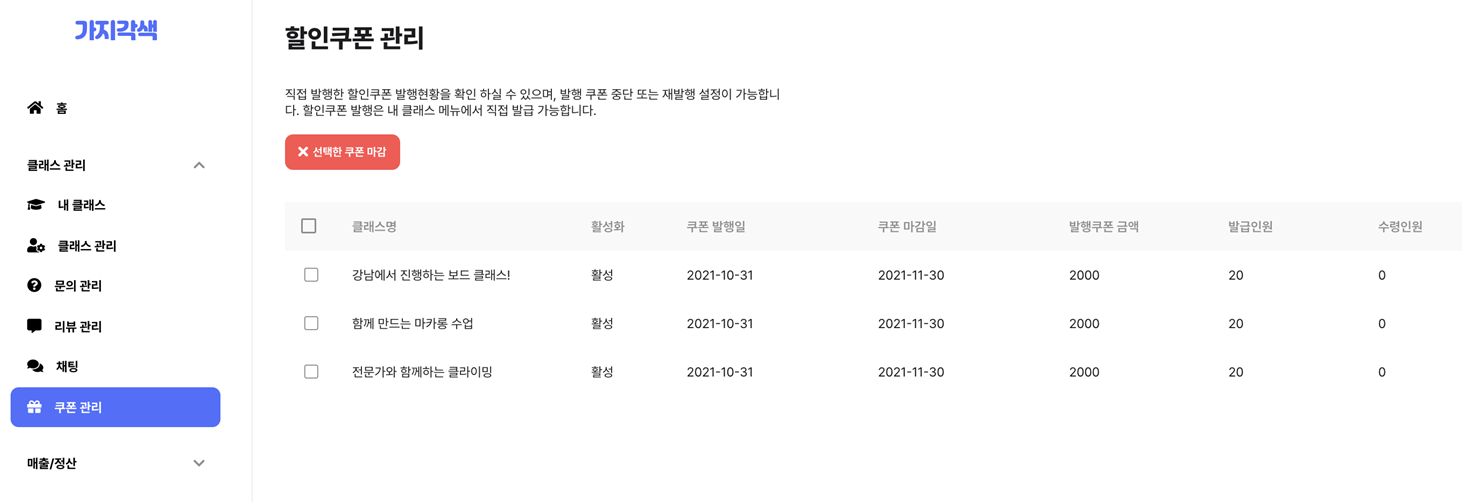 가지각색
홈
클래스 관리
내 클래스
클래스 관리
문의 관리
리뷰 관리
채팅
쿠폰 관리
매출/정산
할인쿠폰 관리
직접 발행한 할인쿠폰 발행현황을 확인 하실 수 있으며, 발행 쿠폰 중단 또는 재발행 설정이 가능합니
다. 할인쿠폰 발행은 내 클래스 메뉴에서 직접 발급 가능합니다.
선택한 쿠폰 마감
클래스명 활성화 쿠폰 발행일 쿠폰 마감일 발행쿠폰 금액 발급인원 수령인원
강남에서 진행하는 보드 클래스! 활성 2021-10-31 2021-11-30 2000 20 0
함께 만드는 마카롱 수업 활성 2021-10-31 2021-11-30 2000 20 0
전문가와 함께하는 클라이밍 활성 2021-10-31 2021-11-30 2000 20 0